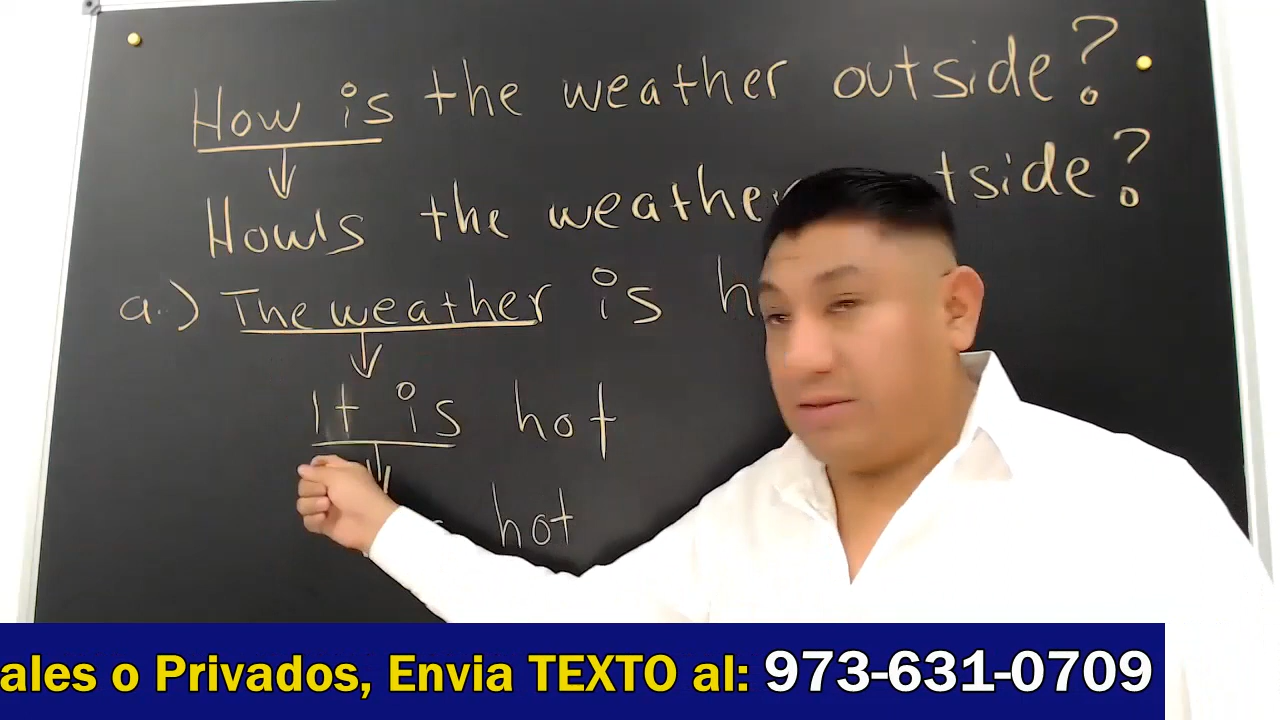 How is the weather outside?
How's the weather tside?
a.) The weather is h
It is hot
hot
ales o Privados, Envia TEXTO al: 973-631-0709